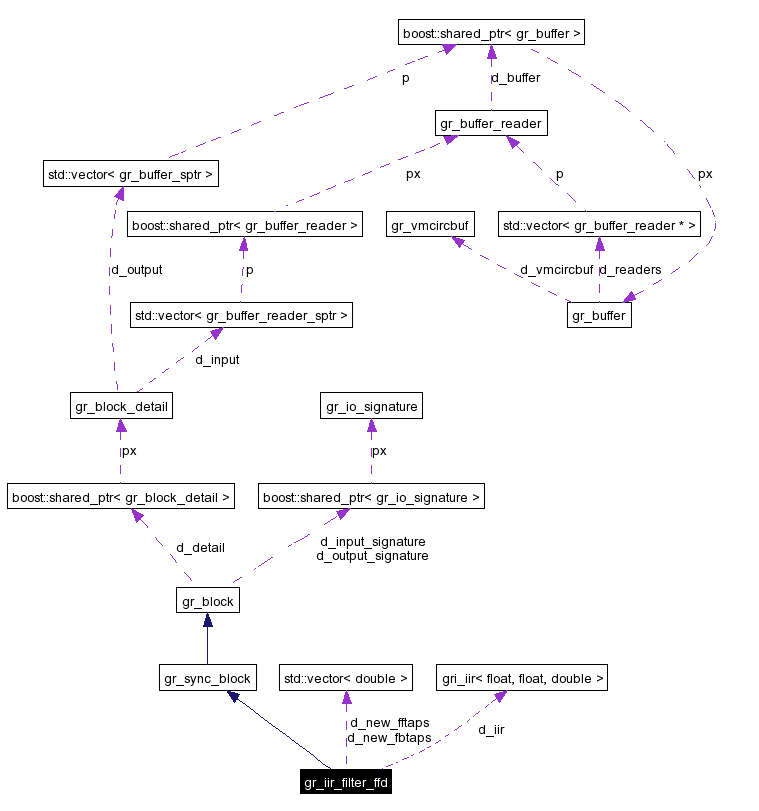 boost::shared_ptr< gr_buffer >
p
d_buffer
gr_buffer_reader
std::vector< gr_buffer_sptr >
px
p
px
boost::shared_ptr< gr_buffer_reader >
gr_vmcircbuf
std::vector< gr_buffer_reader * >
d_output
p
d_vmcircbuf
d_readers
std::vector< gr_buffer_reader_sptr >
gr_buffer
d_input
gr_block_detail
gr_io_signature
px
px
boost::shared_ptr< gr_block_detail >
boost::shared_ptr< gr_io_signature >
d_detail
d_input_signature
d_output_signature
gr_block
gr_sync_block
std::vector< double >
gri_iir< float, float, double >
d_new_fftaps
d_new_fbtaps
d_iir
gr_iir_filter_ffd